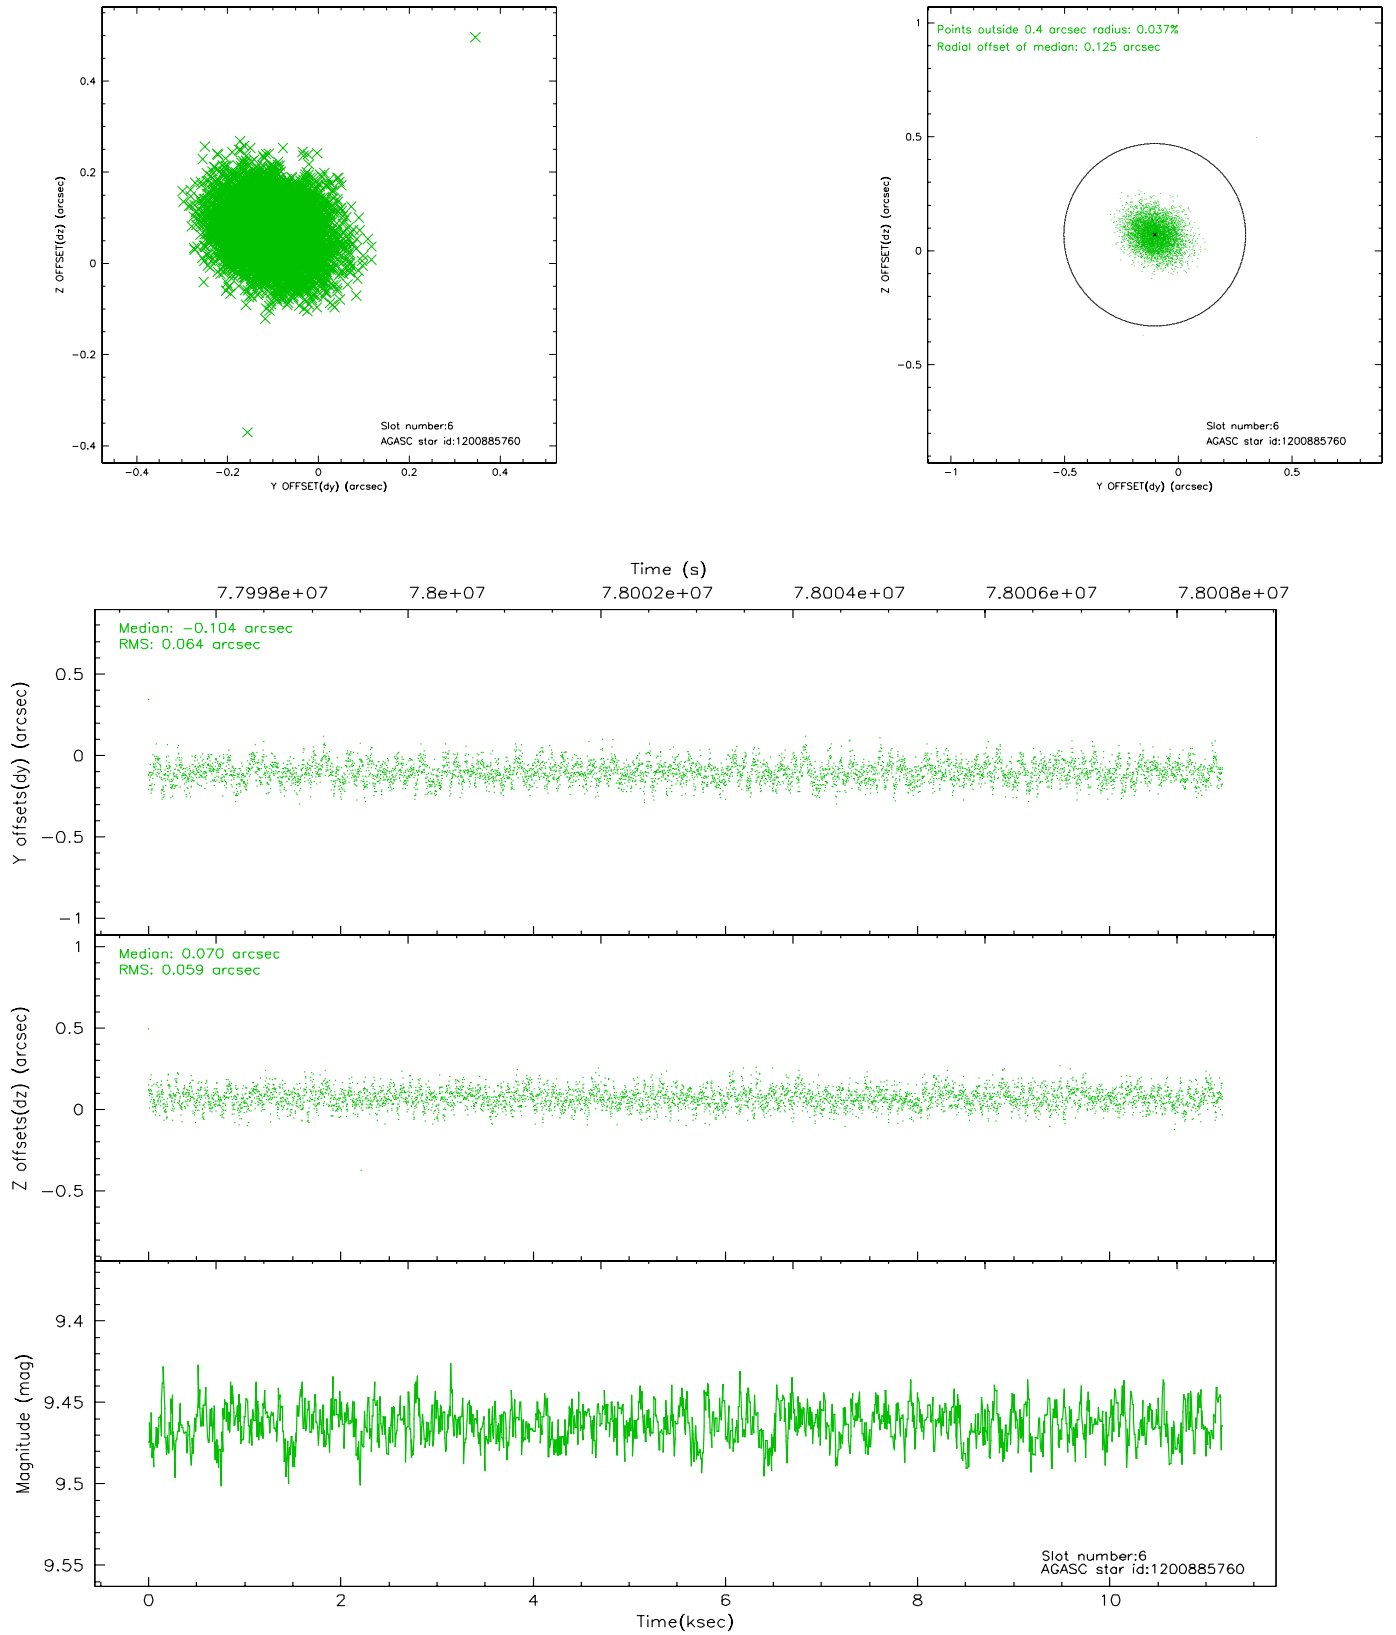 0.4
0.2
0
-0.2
-0.4
Z OFFSET(dz) (arcsec)
Slot number:6
AGASC star id:1200885760
-0.4 -0.2 0 0.2 0.4
Y OFFSET(dy) (arcsec)
Points outside 0.4 arcsec radius: 0.037%
Radial offset of median: 0.125 arcsec
1
0.5
0
-0.5
Z OFFSET(dz) (arcsec)
Slot number:6
AGASC star id:1200885760
-1 -0.5 0 0.5
Y OFFSET(dy) (arcsec)
Time (s)
7.7998e+07 7.8e+07 7.8002e+07 7.8004e+07 7.8006e+07 7.8008e+07
Median: -0.104 arcsec
RMS: 0.064 arcsec
0.5
0
-0.5
-1
Y offsets(dy) (arcsec)
Median: 0.070 arcsec
RMS: 0.059 arcsec
1
0.5
0
-0.5
Z offsets(dz) (arcsec)
9.4
9.45
9.5
9.55
Magnitude (mag)
Slot number:6
AGASC star id:1200885760
0 2 4 6 8 10
Time(ksec)